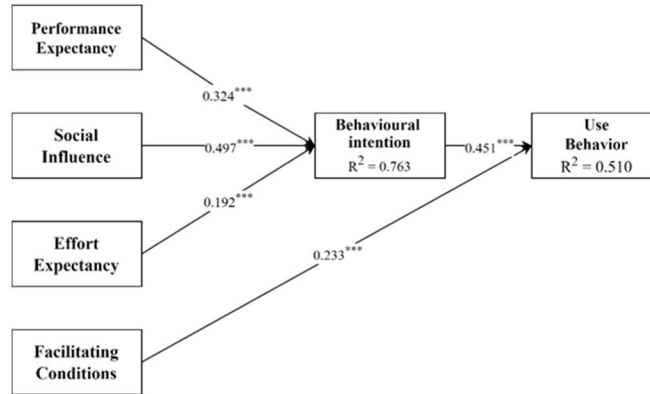 Performance
Expectancy
0.324***
Social
Influence
0.497***
Behavioural
intention
R² = 0.763
0.451***
Use
Behavior
R² = 0.510
0.192***
Effort
Expectancy
0.233***
Facilitating
Conditions